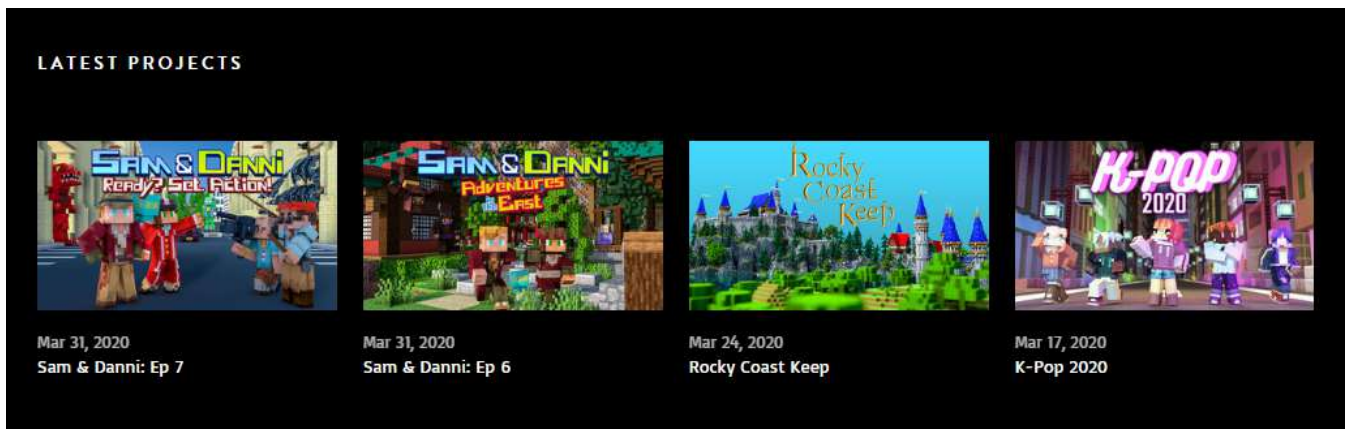 LATEST PROJECTS
SAM & DANNi
Ready? Set, Action!
Mar 31, 2020
Sam & Danni: Ep 7
SAM & DANNi
Adventures
East
Mar 31, 2020
Sam & Danni: Ep 6
Rocky
Coast
Keep
Mar 24, 2020
Rocky Coast Keep
K-POP
2020
Mar 17, 2020
K-Pop 2020